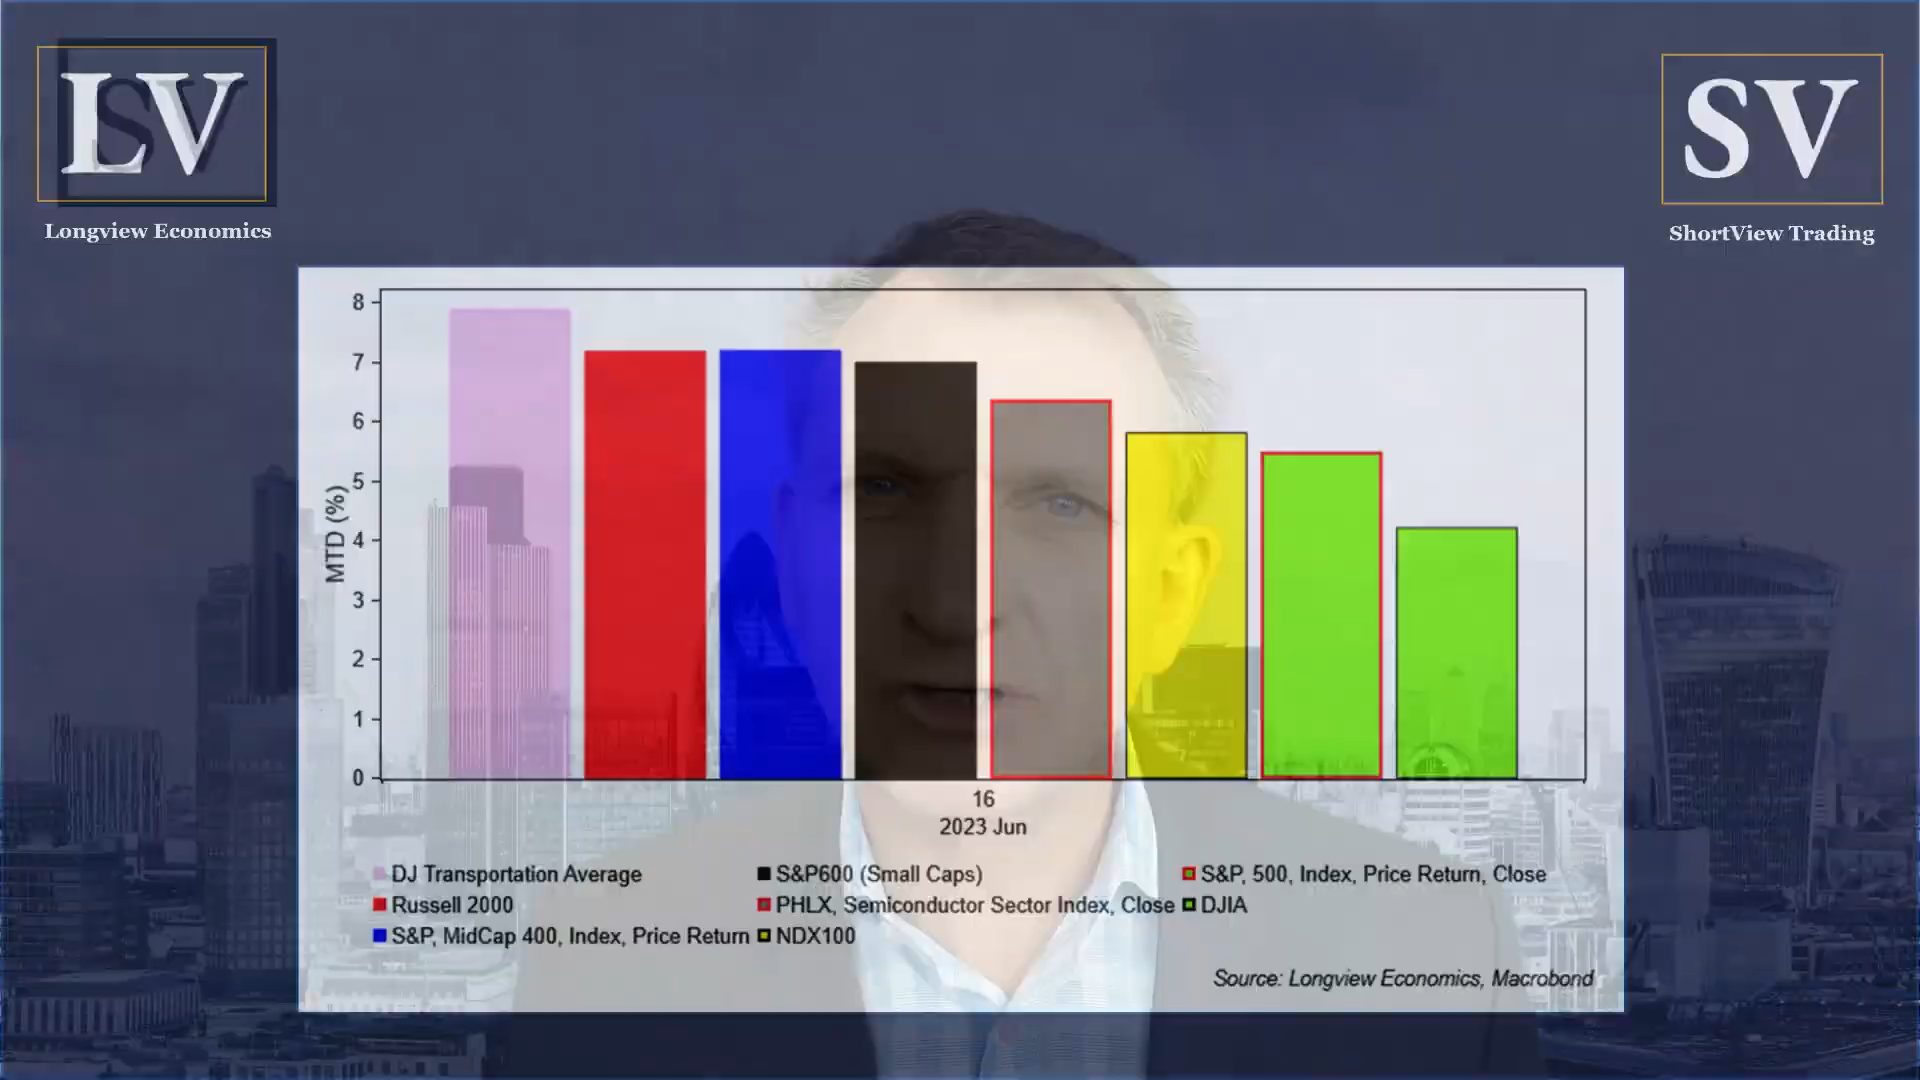 LV
SV
Longview Economics
ShortView Trading
8
7
6
5
4
3
2
1
0
MTD (%)
16
2023 Jun
DJ Transportation Average
S&P600 (Small Caps)
S&P, 500, Index, Price Return, Close
Russell 2000
PHLX, Semiconductor Sector Index, Close
DJIA
S&P, MidCap 400, Index, Price Return
NDX100
Source: Longview Economics, Macrobond